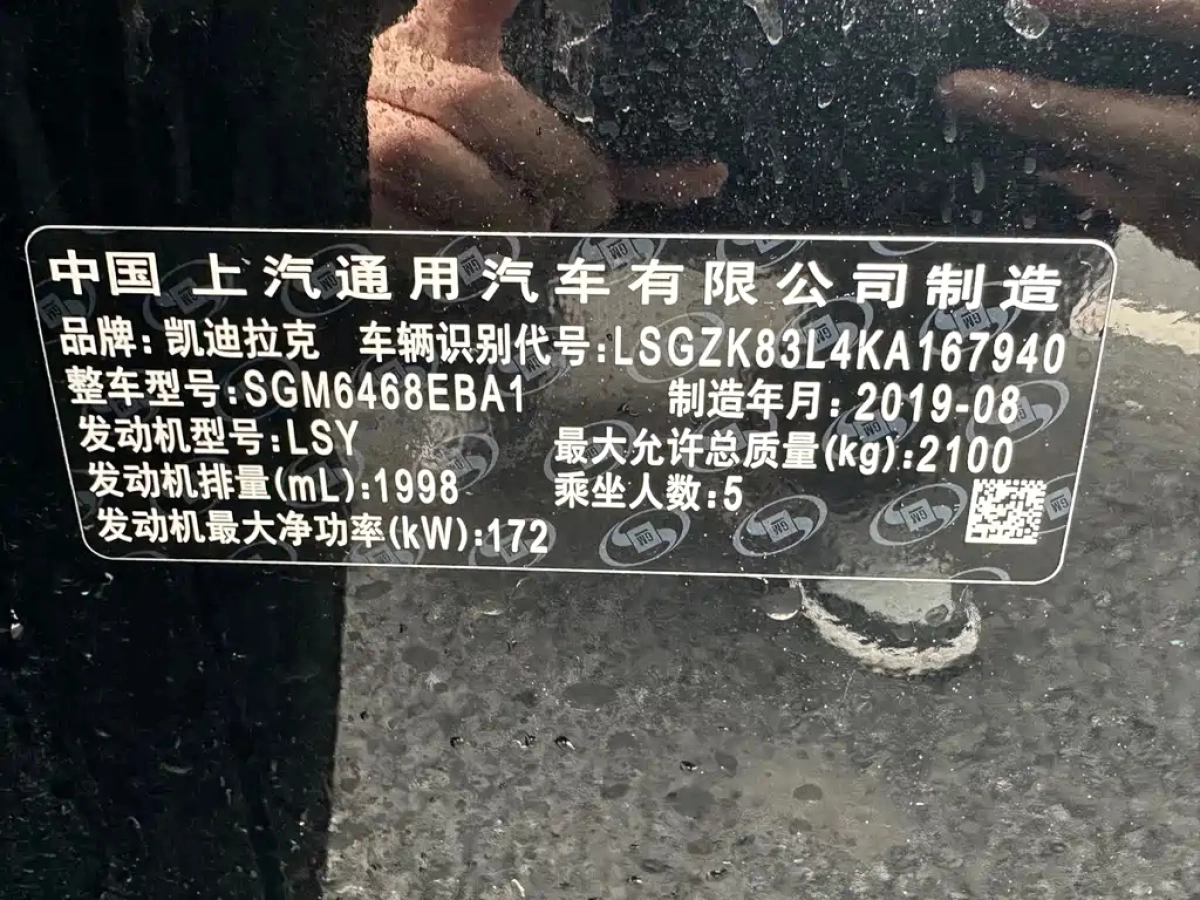 中国 上汽通用汽车有限公司制造
品牌:凯迪拉克 车辆识别代号:LSGZK83L4KA167940
整车型号:SGM6468EBA1 制造年月:2019-08
发动机型号:LSY 最大允许总质量(kg):2100
发动机排量(mL):1998 乘坐人数:5
发动机最大净功率(kW):172